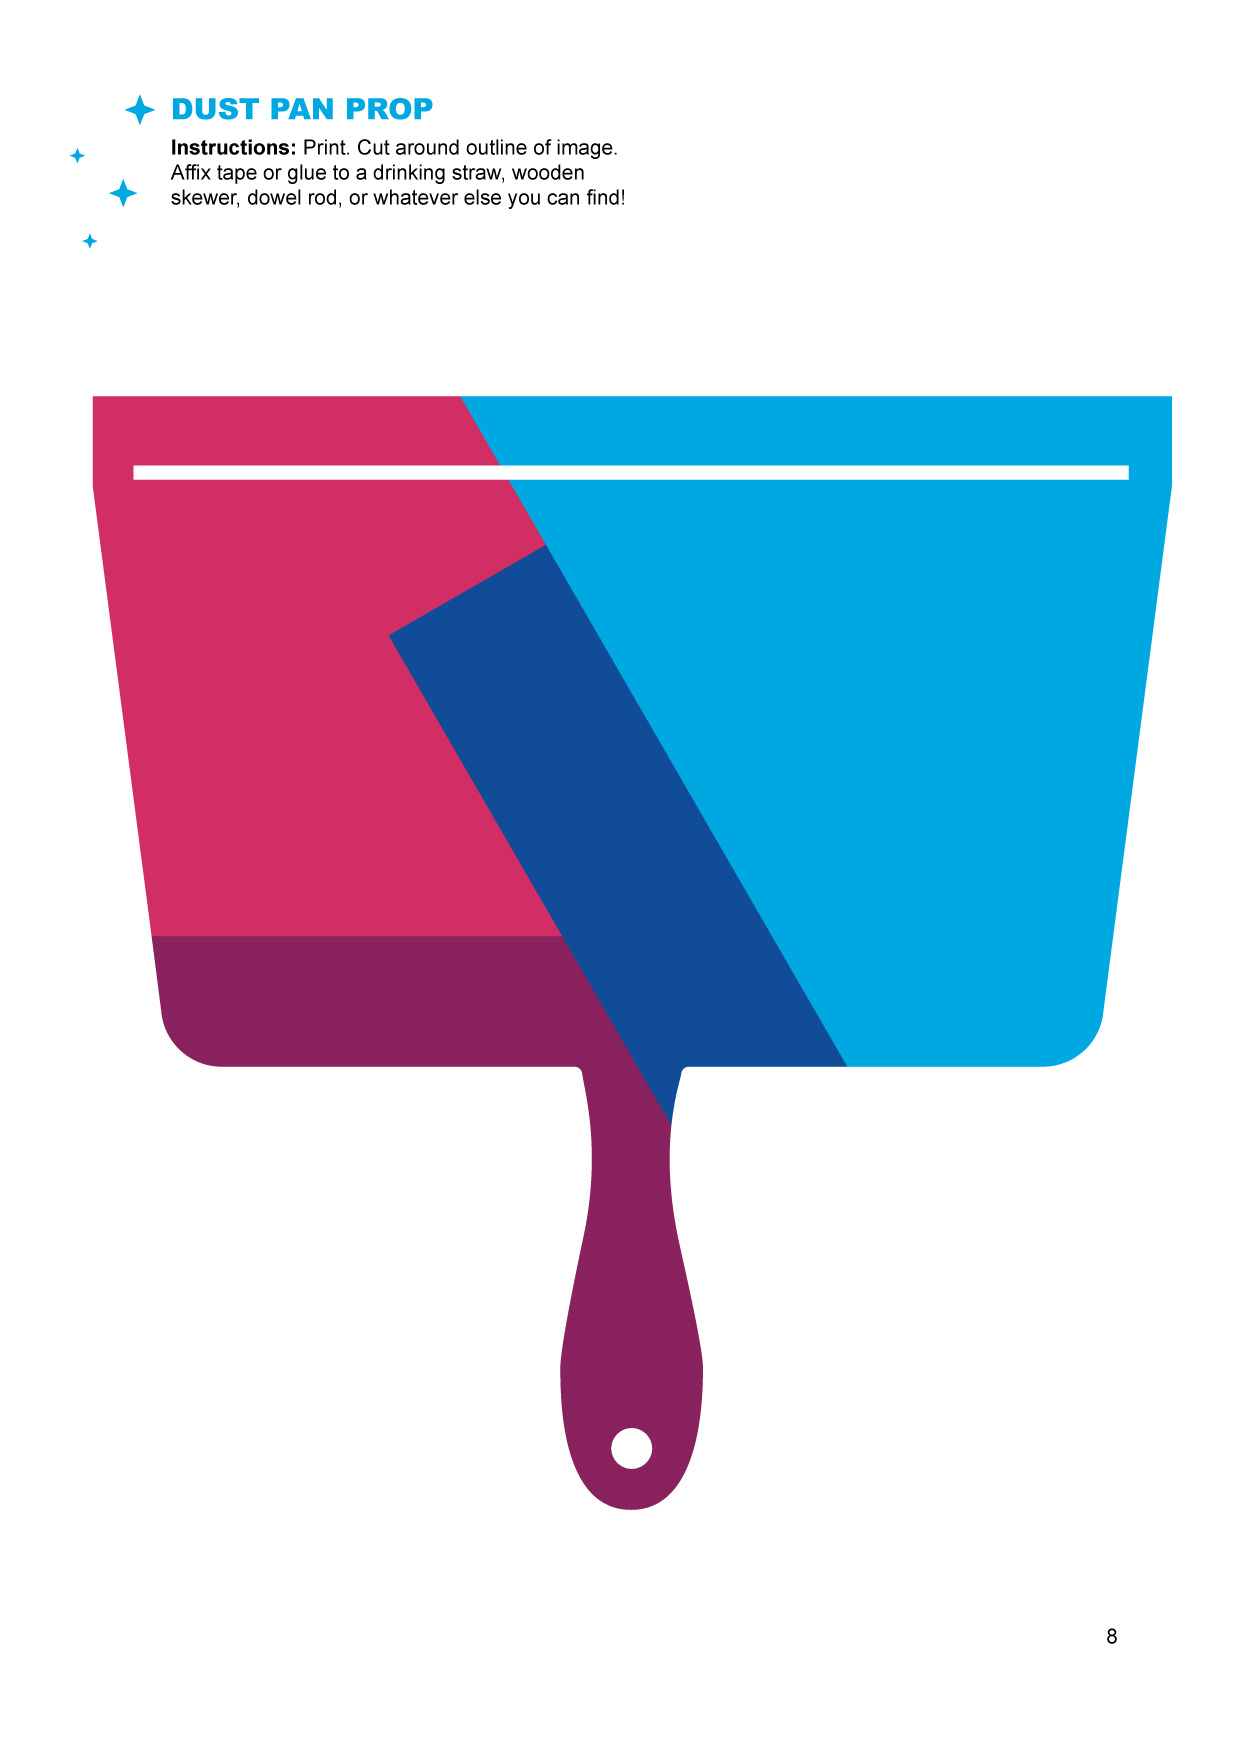 DUST PAN PROP
Instructions: Print. Cut around outline of image.
Affix tape or glue to a drinking straw, wooden
skewer, dowel rod, or whatever else you can find!
8